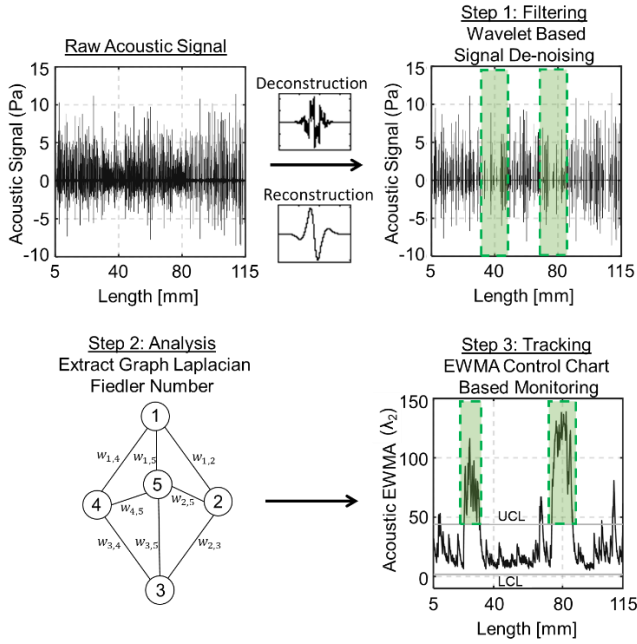 Raw Acoustic Signal
Acoustic Signal (Pa)
15
10
5
0
-5
-10
5
40
80
115
Length [mm]
Deconstruction
Reconstruction
Step 1: Filtering
Wavelet Based
Signal De-noising
Acoustic Signal (Pa)
15
10
5
0
-5
-10
5
40
80
115
Length [mm]
Step 2: Analysis
Extract Graph Laplacian
Fiedler Number
1
w1,4
w1,5
w1,2
5
4
w4,5
w2,5
2
w3,4
w3,5
w2,3
3
Step 3: Tracking
EWMA Control Chart
Based Monitoring
Acoustic EWMA (λ2)
150
100
50
0
UCL
LCL
5
40
80
115
Length [mm]